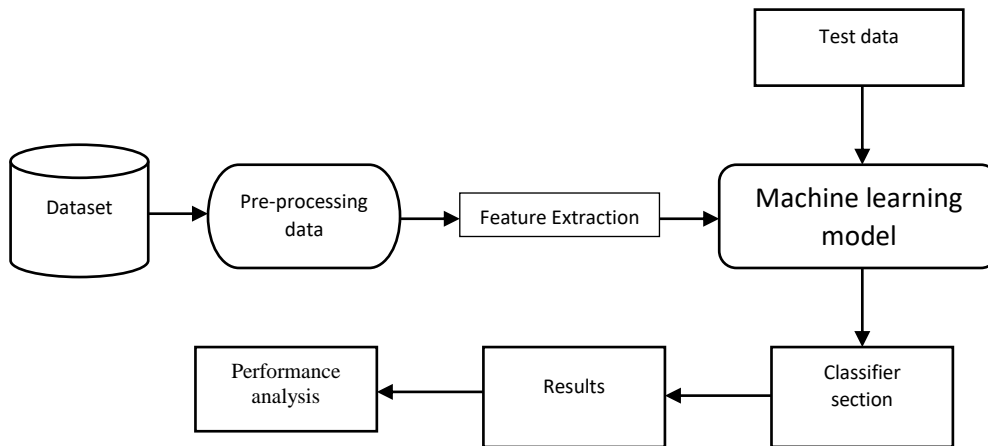 Test data
Dataset
Pre-processing
data
Feature Extraction
Machine learning
model
Performance
analysis
Results
Classifier
section